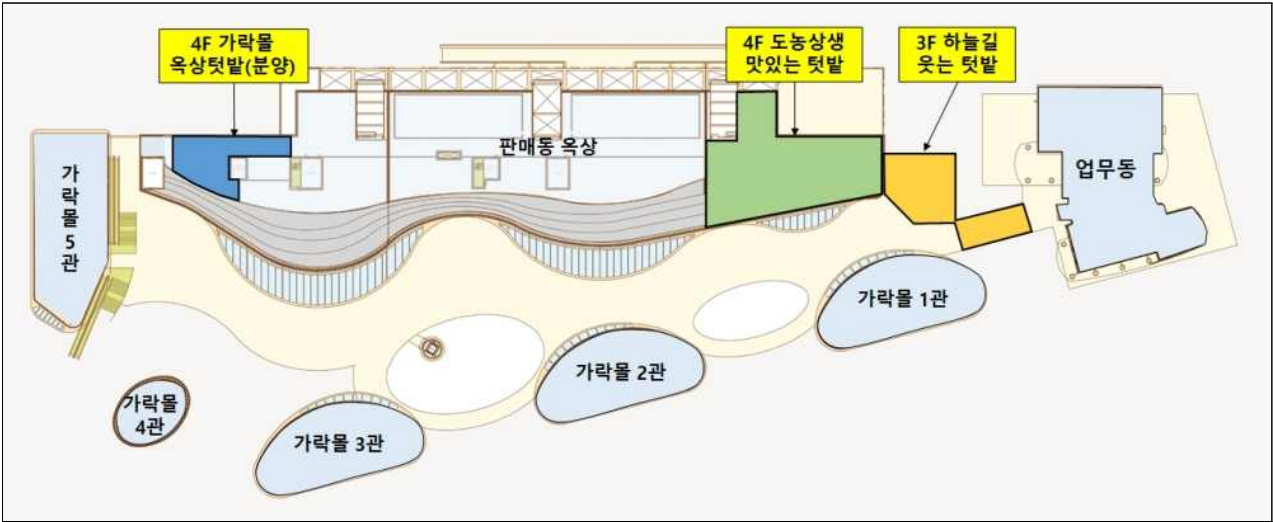 4F 가락몰
옥상텃밭(분양)
4F 도농상생
맛있는 텃밭
3F 하늘길
웃는 텃밭
판매동 옥상
업무동
가락몰5관
가락몰 1관
가락몰 2관
가락몰
4관
가락몰 3관